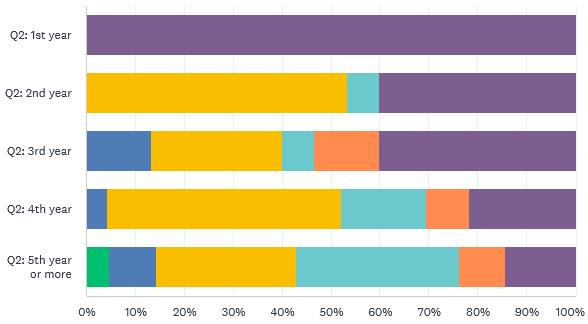 Q2: 1st year
Q2: 2nd year
Q2: 3rd year
Q2: 4th year
Q2: 5th year
or more
0% 10% 20% 30% 40% 50% 60% 70% 80% 90% 100%